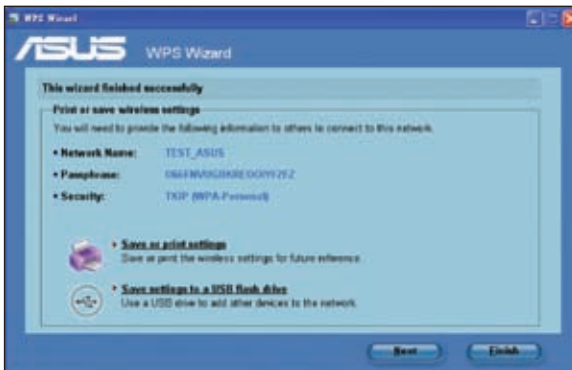 WPS Wizard
ASUS WPS Wizard
This wizard finished successfully
Print or save wireless settings
You will need to provide the following information to others to connect to this network.
• Network Name: TEST_ASUS
• Passphrase:
• Security: TKIP (WPA-Personal)
Save or print settings
Save or print the wireless settings for future reference.
Save settings to a USB flash drive
Use a USB drive to add other devices to the network.
Next Finish